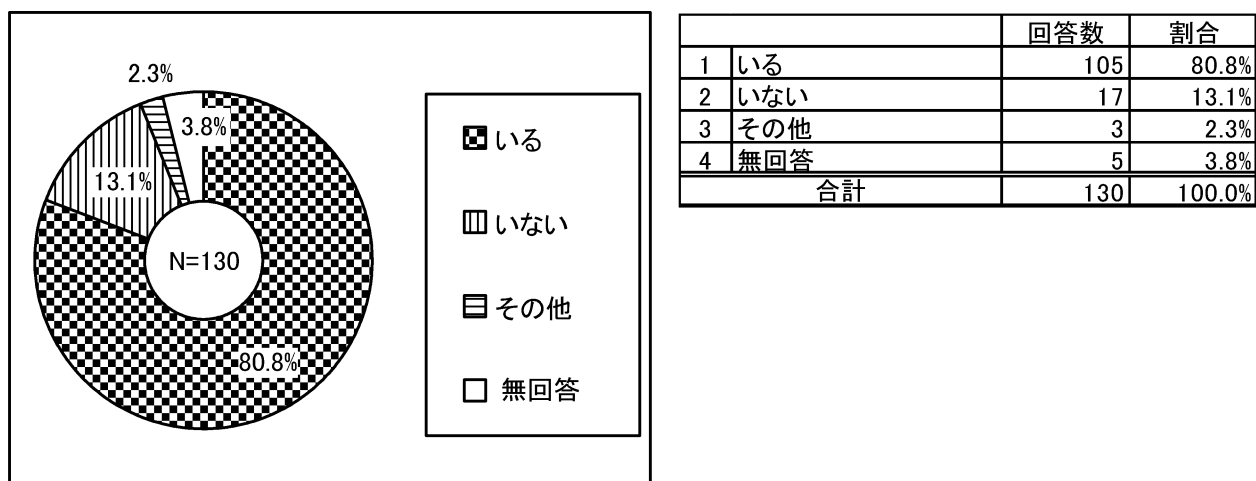 2.3%
3.8%
13.1%
N=130
80.8%
いる
いない
その他
無回答
回答数 割合
1 いる 105 80.8%
2 いない 17 13.1%
3 その他 3 2.3%
4 無回答 5 3.8%
合計 130 100.0%